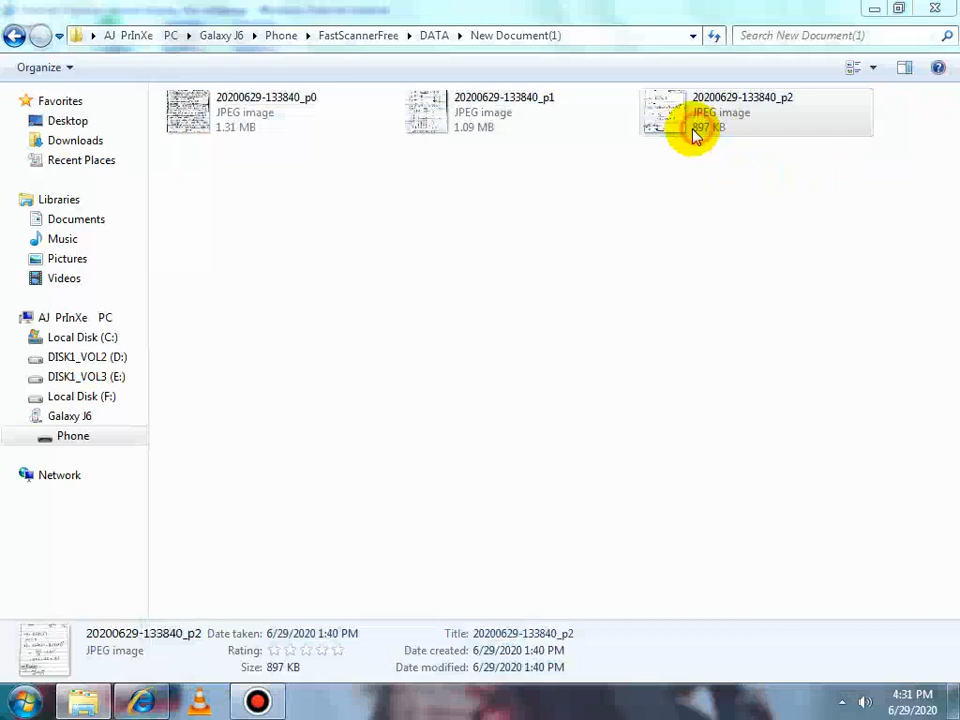 AJ PrInXe PC
Galaxy J6
Phone
FastScannerFree
DATA
New Document(1)
Search New Document(1)
Organize
Favorites
Desktop
Downloads
Recent Places
Libraries
Documents
Music
Pictures
Videos
AJ PrInXe PC
Local Disk (C:)
DISK1_VOL2 (D:)
DISK1_VOL3 (E:)
Local Disk (F:)
Galaxy J6
Phone
Network
20200629-133840_p0
JPEG image
1.31 MB
20200629-133840_p1
JPEG image
1.09 MB
20200629-133840_p2
JPEG image
897 KB
20200629-133840_p2
JPEG image
Date taken: 6/29/2020 1:40 PM
Rating:
Size: 897 KB
Title: 20200629-133840_p2
Date created: 6/29/2020 1:40 PM
Date modified: 6/29/2020 1:40 PM
4:31 PM
6/29/2020